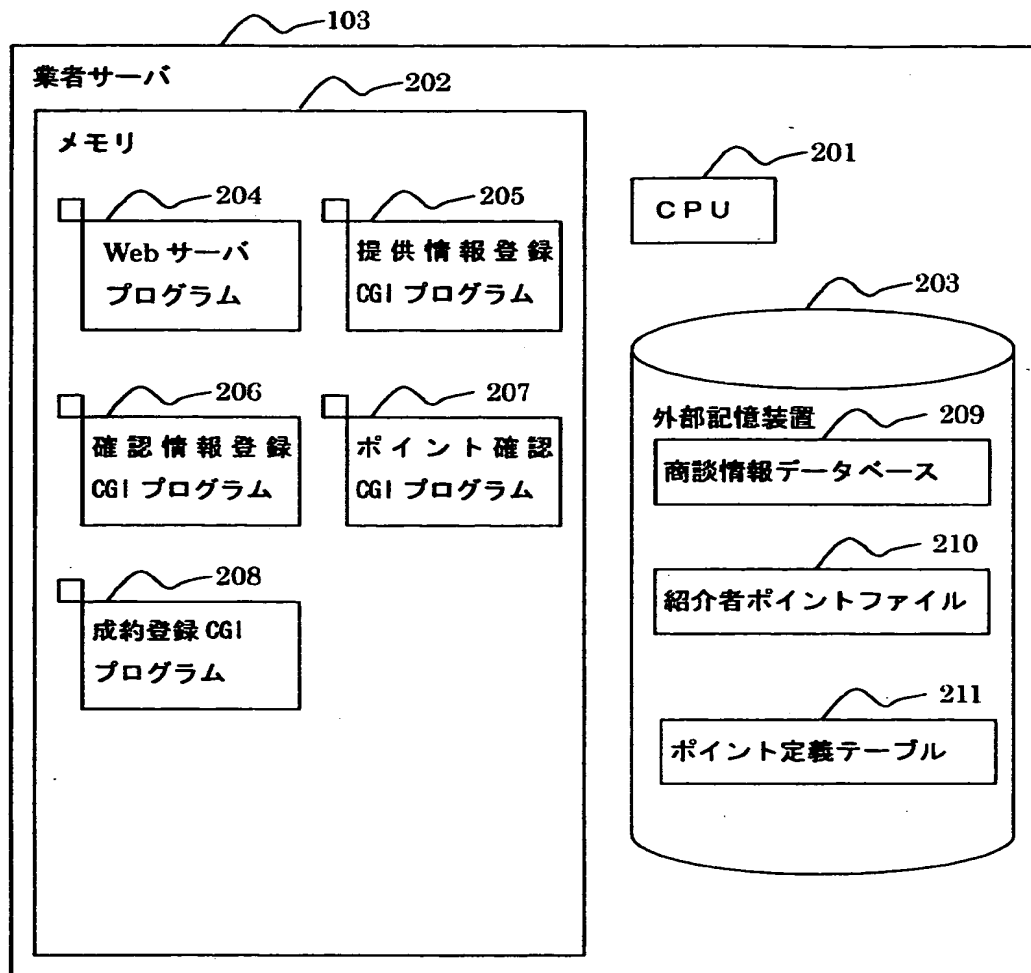 103
業者サーバ
202
メモリ
201
CPU
204
Webサーバ
プログラム
205
提供情報登録
CGIプログラム
203
206
確認情報登録
CGIプログラム
207
ポイント確認
CGIプログラム
外部記憶装置
209
商談情報データベース
210
紹介者ポイントファイル
208
成約登録CGI
プログラム
211
ポイント定義テーブル